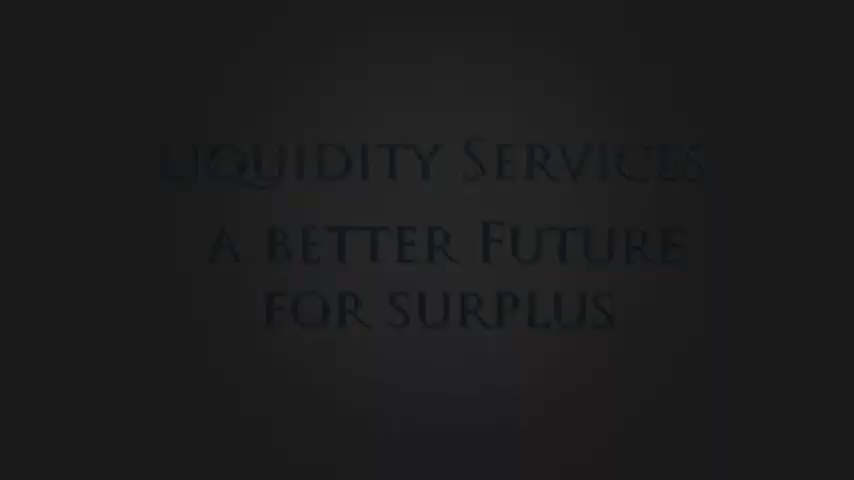 LIQUIDITY SERVICES
A BETTER FUTURE
FOR SURPLUS